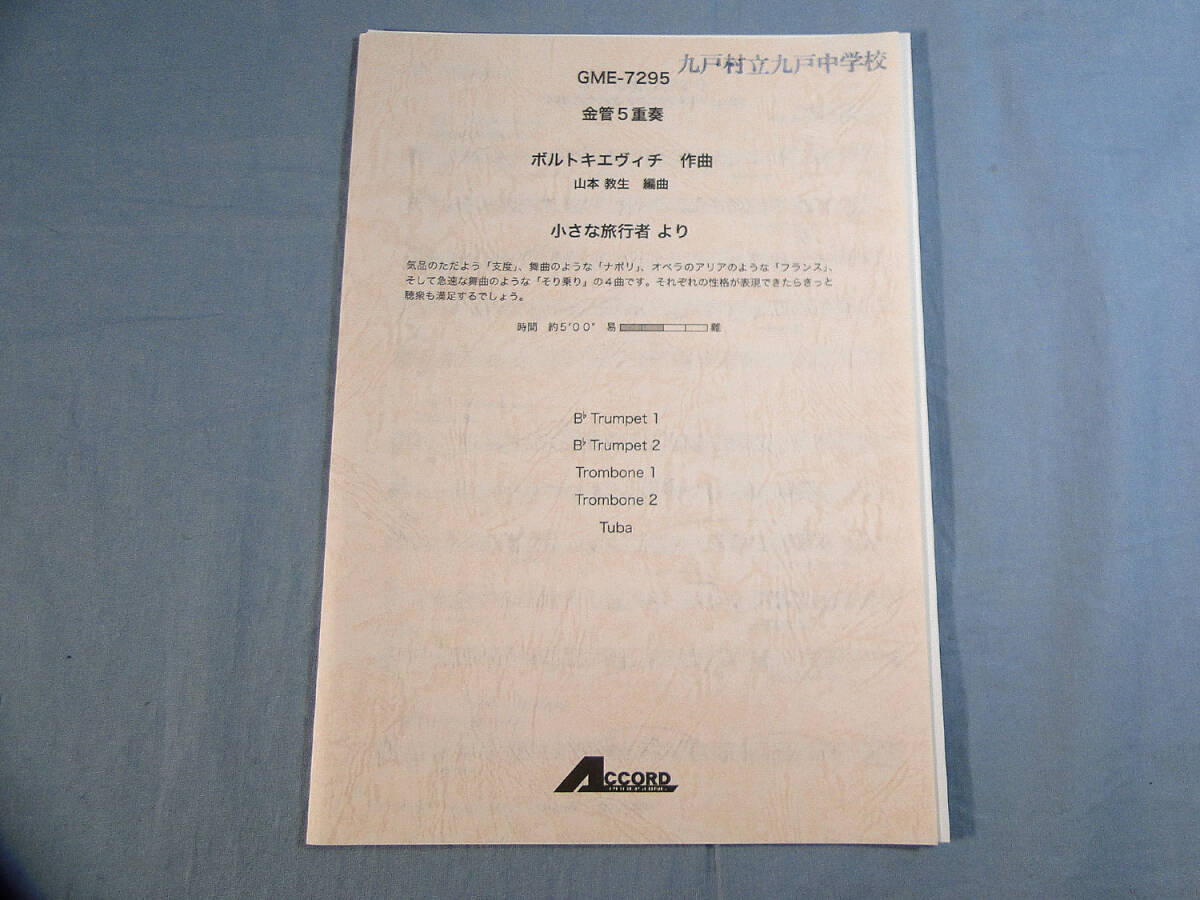 九戸村立九戸中学校
GME-7295
金管5重奏
ボルトキエヴィチ 作曲
山本 教生 編曲
小さな旅行者 より
気品のただよう「支度」、舞曲のような「ナポリ」、オペラのアリアのような「フランス」、
そして急速な舞曲のような「そり乗り」の4曲です。それぞれの性格が表現できたらきっと
聴衆も満足するでしょう。
時間 約5'00" 易 難
B♭ Trumpet 1
B♭ Trumpet 2
Trombone 1
Trombone 2
Tuba
ACCORD